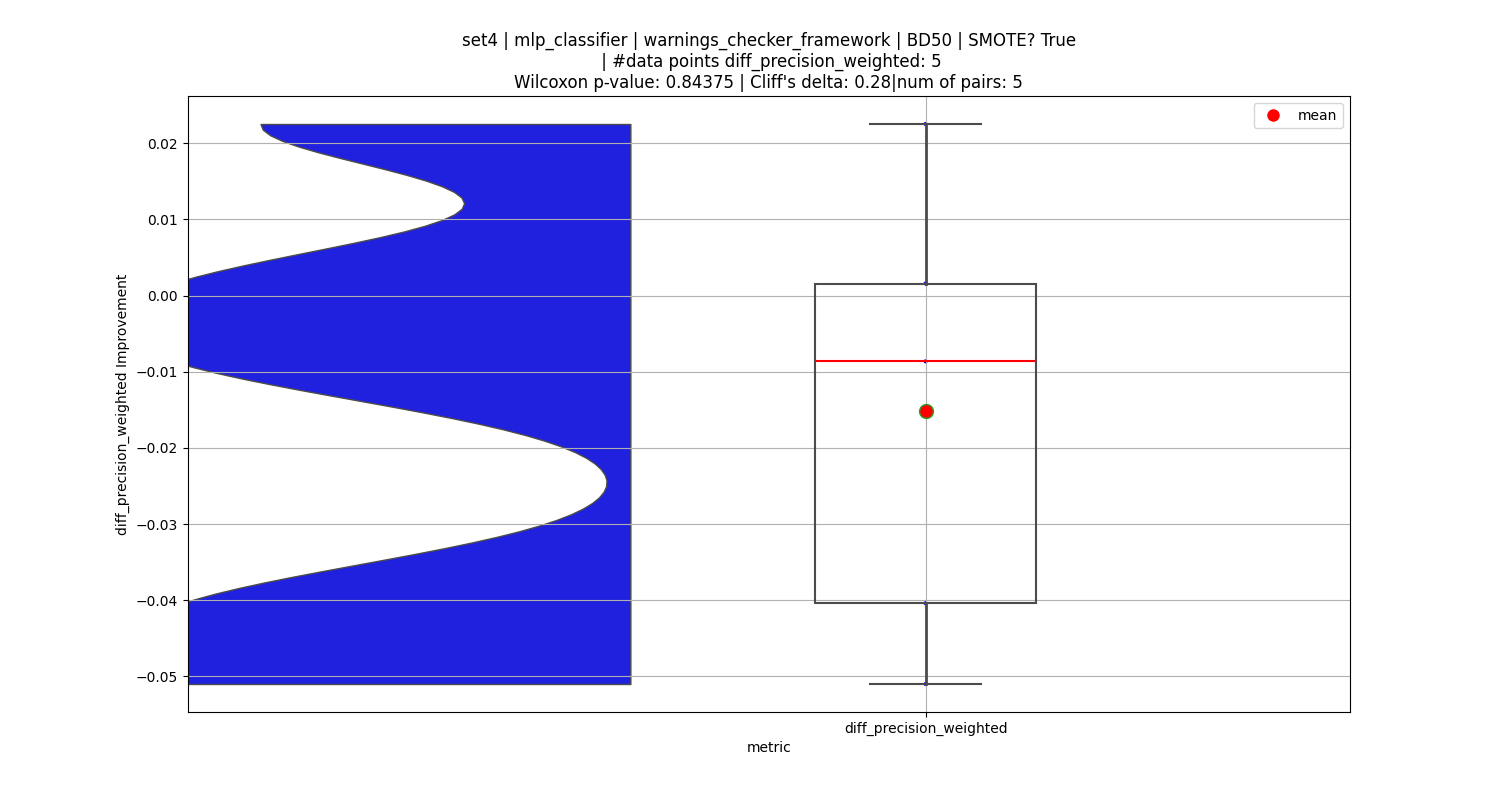 set4 | mlp_classifier | warnings_checker_framework | BD50 | SMOTE? True
| #data points diff_precision_weighted: 5
Wilcoxon p-value: 0.84375 | Cliff's delta: 0.28|num of pairs: 5
mean
0.02
0.01
0.00
−0.01
−0.02
−0.03
−0.04
−0.05
diff_precision_weighted Improvement
diff_precision_weighted
metric